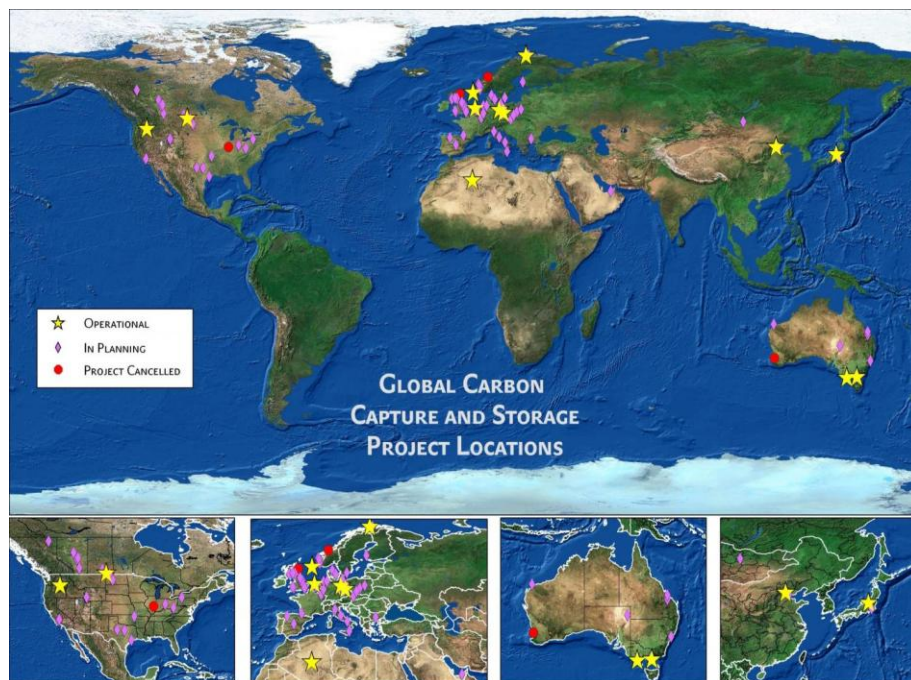 Operational
In Planning
Project Cancelled
Global Carbon
Capture and Storage
Project Locations